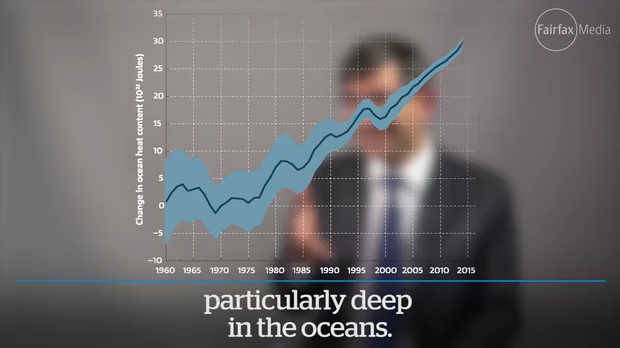 Fairfax Media
35
30
25
20
15
10
5
0
−5
−10
Change in ocean heat content (10²² Joules)
1960 1965 1970 1975 1980 1985 1990 1995 2000 2005 2010 2015
particularly deep
in the oceans.